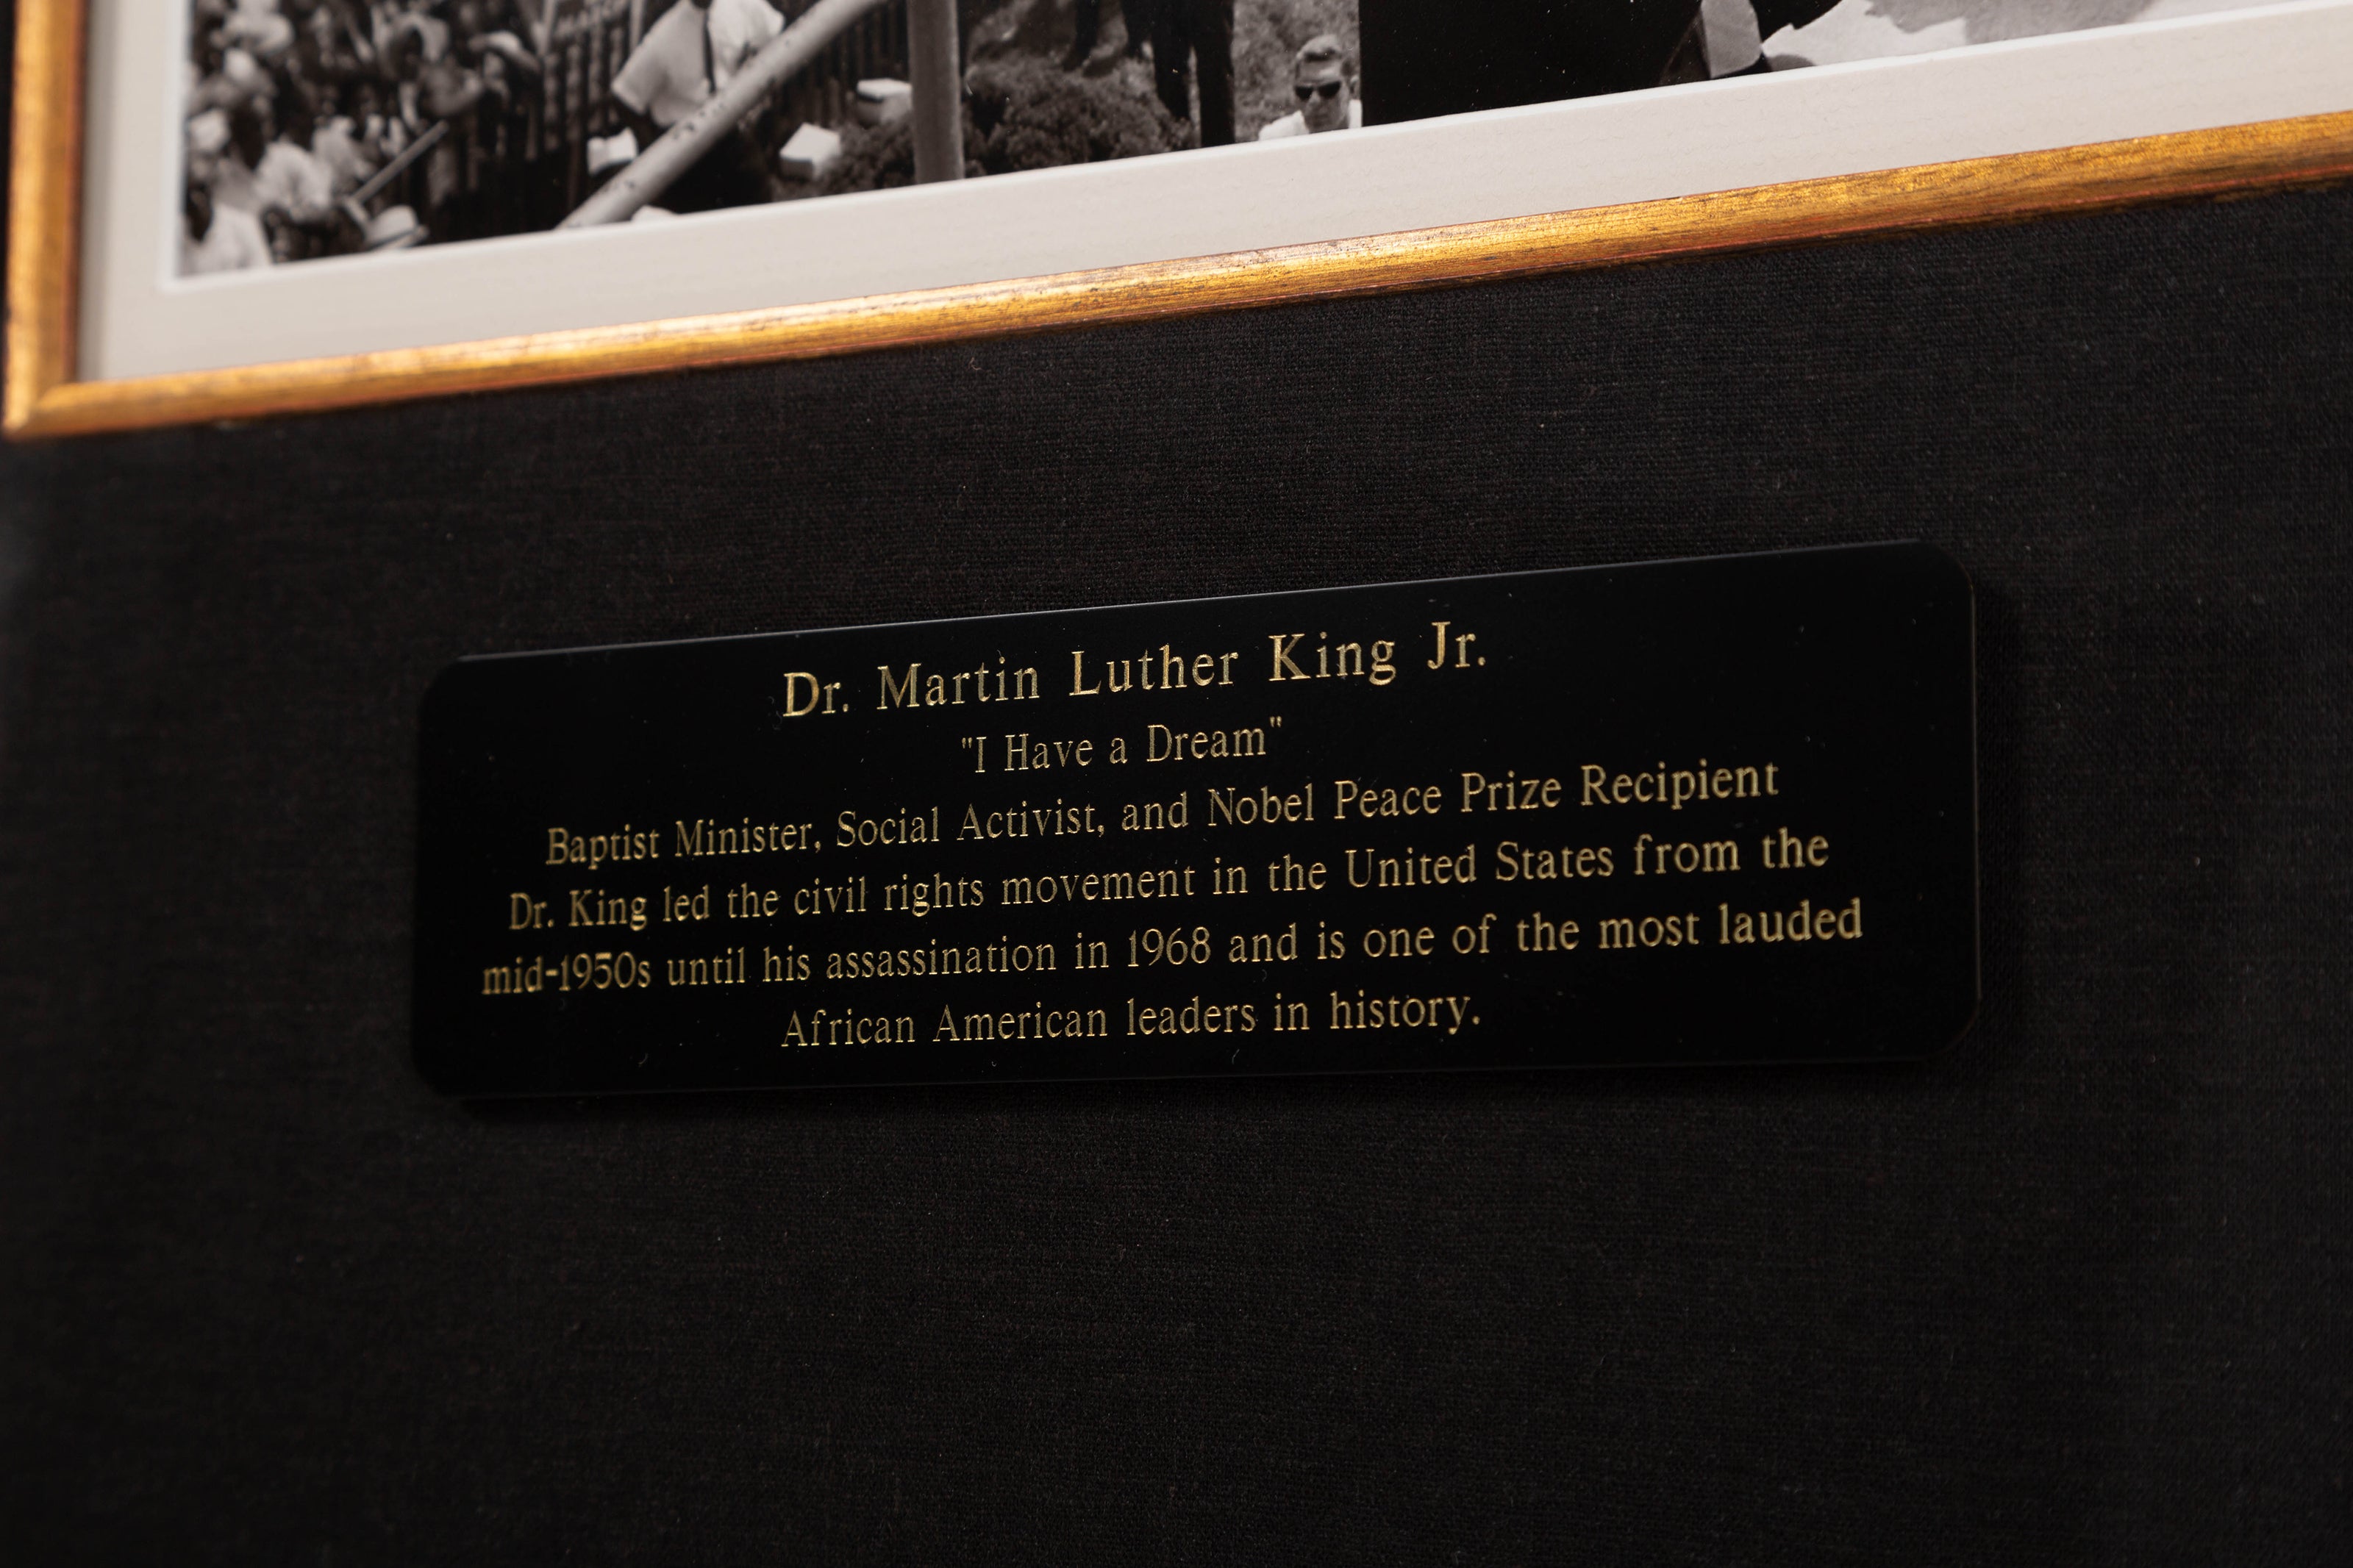 Dr. Martin Luther King Jr.
"I Have a Dream"
Baptist Minister, Social Activist, and Nobel Peace Prize Recipient
Dr. King led the civil rights movement in the United States from the
mid-1950s until his assassination in 1968 and is one of the most lauded
African American leaders in history.